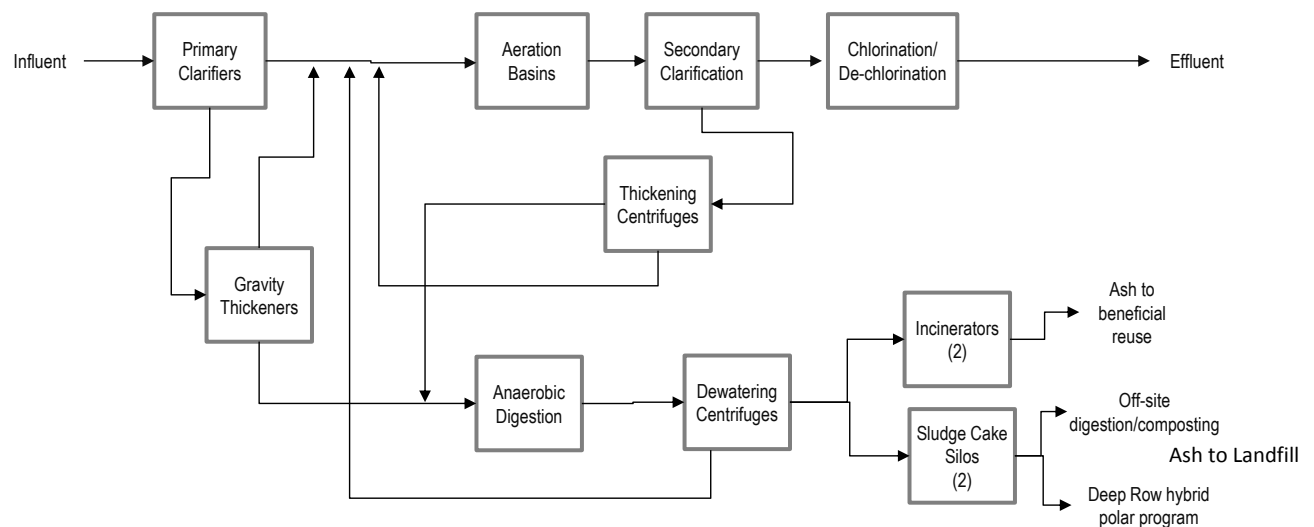 Influent
Primary
Clarifiers
Aeration
Basins
Secondary
Clarification
Chlorination/
De-chlorination
Effluent
Thickening
Centrifuges
Gravity
Thickeners
Anaerobic
Digestion
Dewatering
Centrifuges
Incinerators
(2)
Ash to
beneficial
reuse
Sludge Cake
Silos
(2)
Off-site
digestion/composting
Ash to Landfill
Deep Row hybrid
polar program